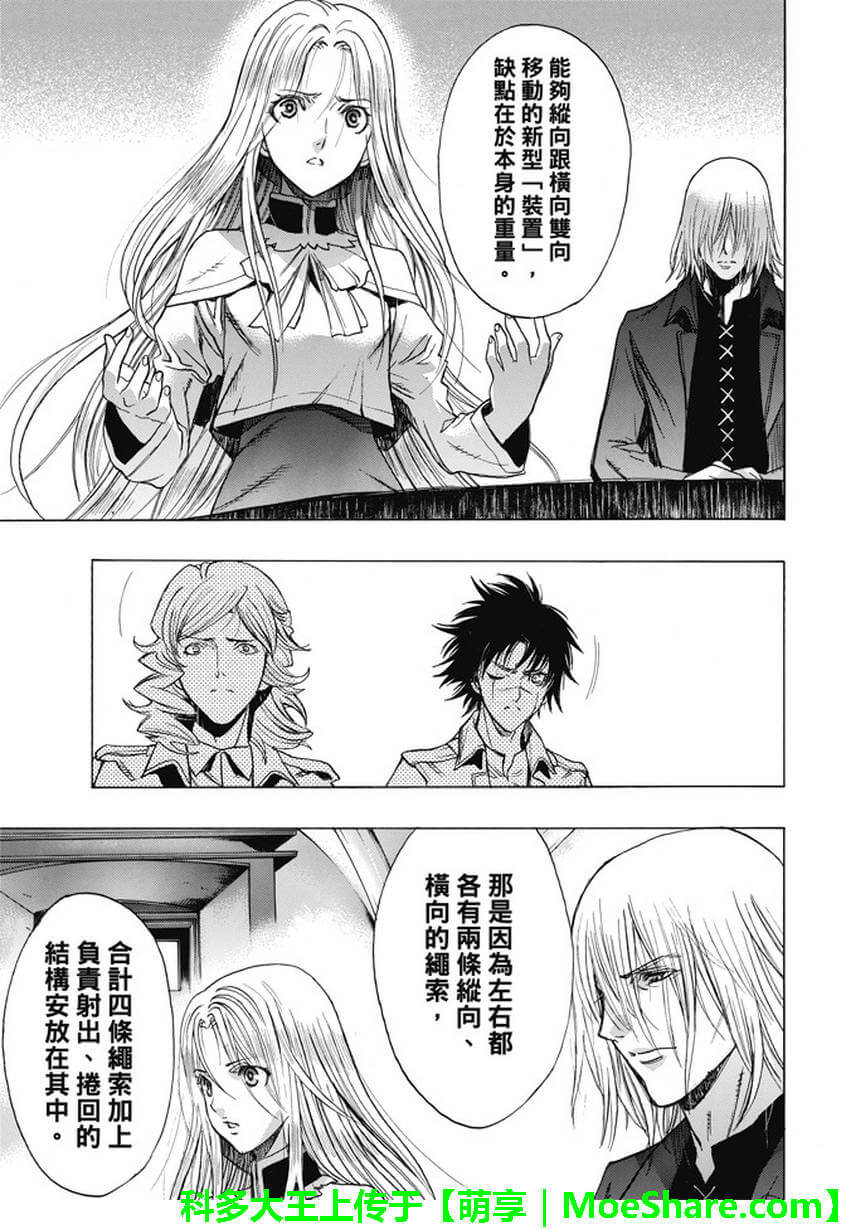 能夠縱向跟橫向雙向
移動的新型「裝置」，
缺點在於本身的重量。
那是因為左右都
各有兩條縱向、
橫向的繩索，
合計四條繩索加上
負責射出、捲回的
結構安放在其中。
科多大王上传于【萌享｜MoeShare.com】